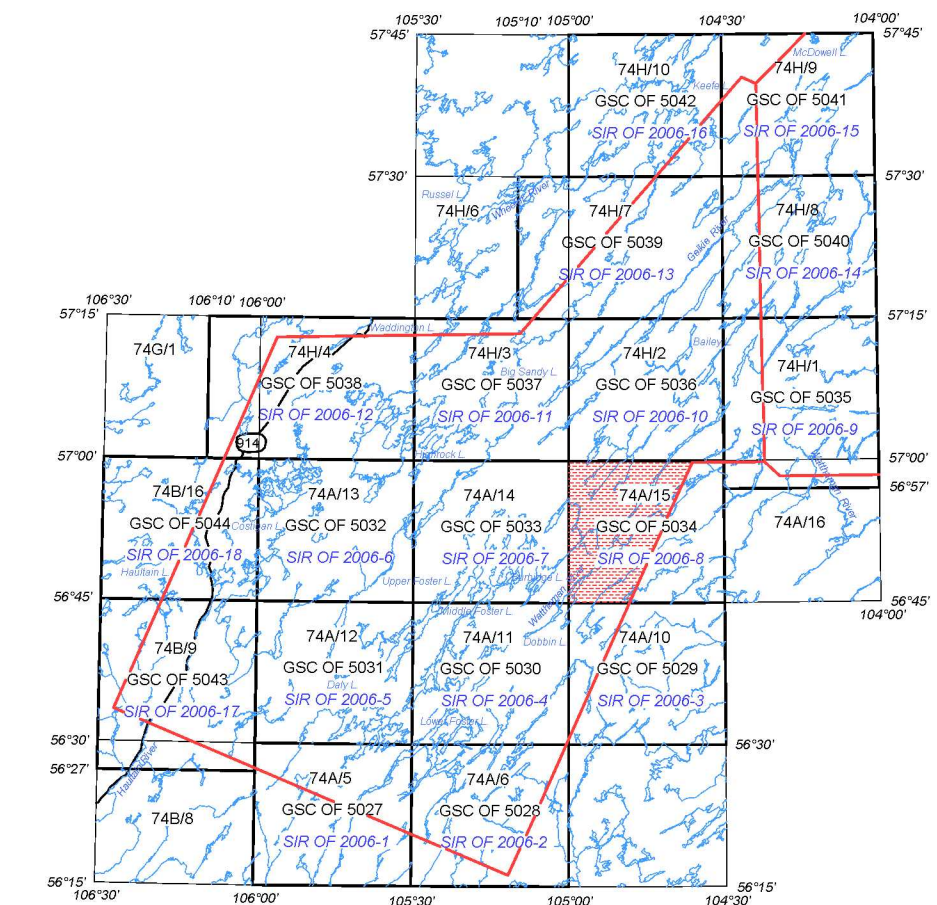 105°30' 105°10' 105°00' 104°30' 104°00'
57°45' 57°45'
McDowell L.
74H/10 74H/9
Keefe L.
GSC OF 5042 GSC OF 5041
SIR OF 2006-16 SIR OF 2006-15
57°30' 57°30'
Russel L. Wheeler River
74H/6 74H/7 74H/8
Geikie River
GSC OF 5039 GSC OF 5040
SIR OF 2006-13 SIR OF 2006-14
106°30' 106°10' 106°00'
57°15' 57°15'
Waddington L.
Bailey L.
74G/1 74H/4 74H/3 74H/2 74H/1
Big Sandy L.
GSC OF 5038 GSC OF 5037 GSC OF 5036 GSC OF 5035
SIR OF 2006-12 SIR OF 2006-11 SIR OF 2006-10 SIR OF 2006-9
914
57°00' 57°00'
Wathaman River
56°57'
74B/16 74A/13 74A/14 74A/15 74A/16
GSC OF 5044 GSC OF 5032 GSC OF 5033 GSC OF 5034
Costigan L.
SIR OF 2006-18 SIR OF 2006-6 SIR OF 2006-7 SIR OF 2006-8
Haultain L. Upper Foster L. Burbidge L.
56°45' 56°45'
104°00'
Middle Foster L.
74B/9 74A/12 74A/11 74A/10
Dobbin L.
GSC OF 5043 GSC OF 5031 GSC OF 5030 GSC OF 5029
Daly L.
SIR OF 2006-17 SIR OF 2006-5 SIR OF 2006-4 SIR OF 2006-3
Lower Foster L.
56°30' 56°30'
56°27'
Haultain River
74A/5 74A/6
GSC OF 5027 GSC OF 5028
74B/8
SIR OF 2006-1 SIR OF 2006-2
56°15' 56°15'
106°30' 106°00' 105°30' 105°00' 104°30'